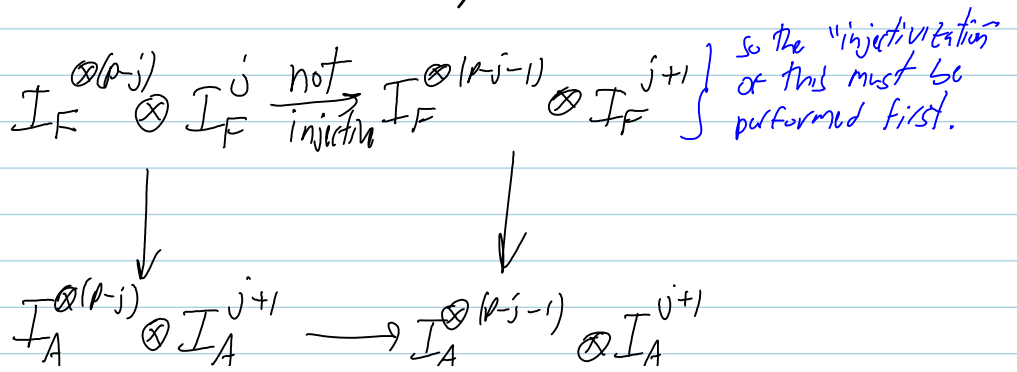 I_F^{⊗(p-j)} ⊗ I_F^j \xrightarrow[injective]{not} I_F^{⊗(p-j-1)} ⊗ I_F^{j+1} } so the "injectivization"
of this must be
performed first.
↓ ↓
I_A^{⊗(p-j)} ⊗ I_A^{j+1} → I_A^{⊗(p-j-1)} ⊗ I_A^{j+1}